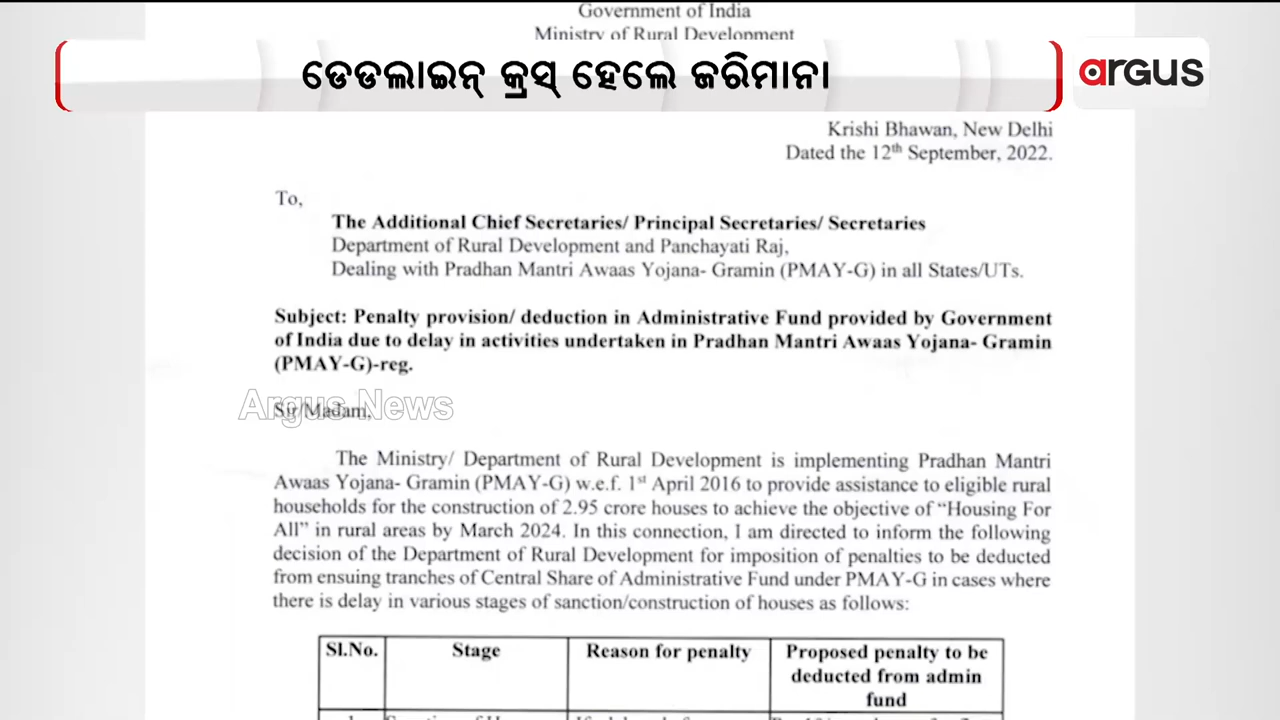 Government of India
Ministry of Rural Development
ଡେଡଲାଇନ୍ କ୍ରସ୍ ହେଲେ ଜରିମାନା
argus
Krishi Bhawan, New Delhi
Dated the 12th September, 2022.
To,
The Additional Chief Secretaries/ Principal Secretaries/ Secretaries
Department of Rural Development and Panchayati Raj,
Dealing with Pradhan Mantri Awaas Yojana- Gramin (PMAY-G) in all States/UTs.
Subject: Penalty provision/ deduction in Administrative Fund provided by Government
of India due to delay in activities undertaken in Pradhan Mantri Awaas Yojana- Gramin
(PMAY-G)-reg.
Argus News
Sir/Madam,
The Ministry/ Department of Rural Development is implementing Pradhan Mantri
Awaas Yojana- Gramin (PMAY-G) w.e.f. 1st April 2016 to provide assistance to eligible rural
households for the construction of 2.95 crore houses to achieve the objective of “Housing For
All” in rural areas by March 2024. In this connection, I am directed to inform the following
decision of the Department of Rural Development for imposition of penalties to be deducted
from ensuing tranches of Central Share of Administrative Fund under PMAY-G in cases where
there is delay in various stages of sanction/construction of houses as follows:
Sl.No. Stage Reason for penalty Proposed penalty to be
deducted from admin
fund